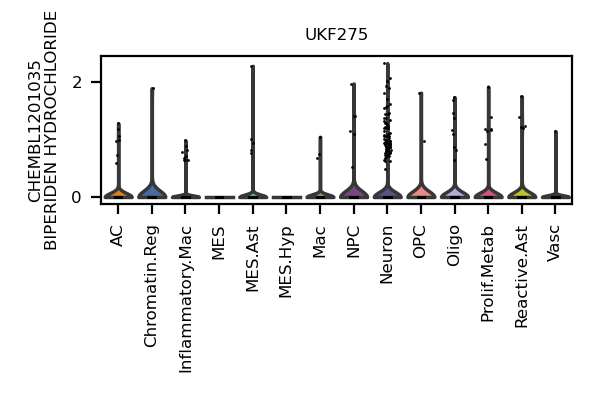 UKF275
CHEMBL1201035
BIPERIDEN HYDROCHLORIDE
2
0
AC
Chromatin.Reg
Inflammatory.Mac
MES
MES.Ast
MES.Hyp
Mac
NPC
Neuron
OPC
Oligo
Prolif.Metab
Reactive.Ast
Vasc